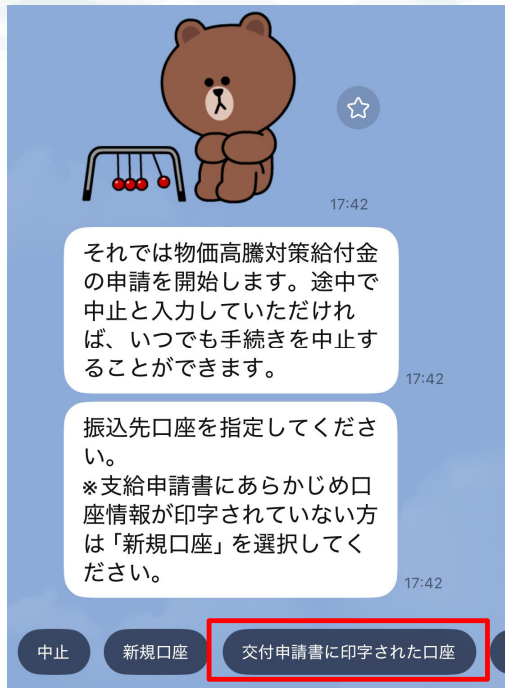 17:42
それでは物価高騰対策給付金
の申請を開始します。途中で
中止と入力していただけれ
ば、いつでも手続きを中止す
ることができます。
17:42
振込先口座を指定してくださ
い。
※支給申請書にあらかじめ口
座情報が印字されていない方
は「新規口座」を選択してく
ださい。
17:42
中止
新規口座
交付申請書に印字された口座